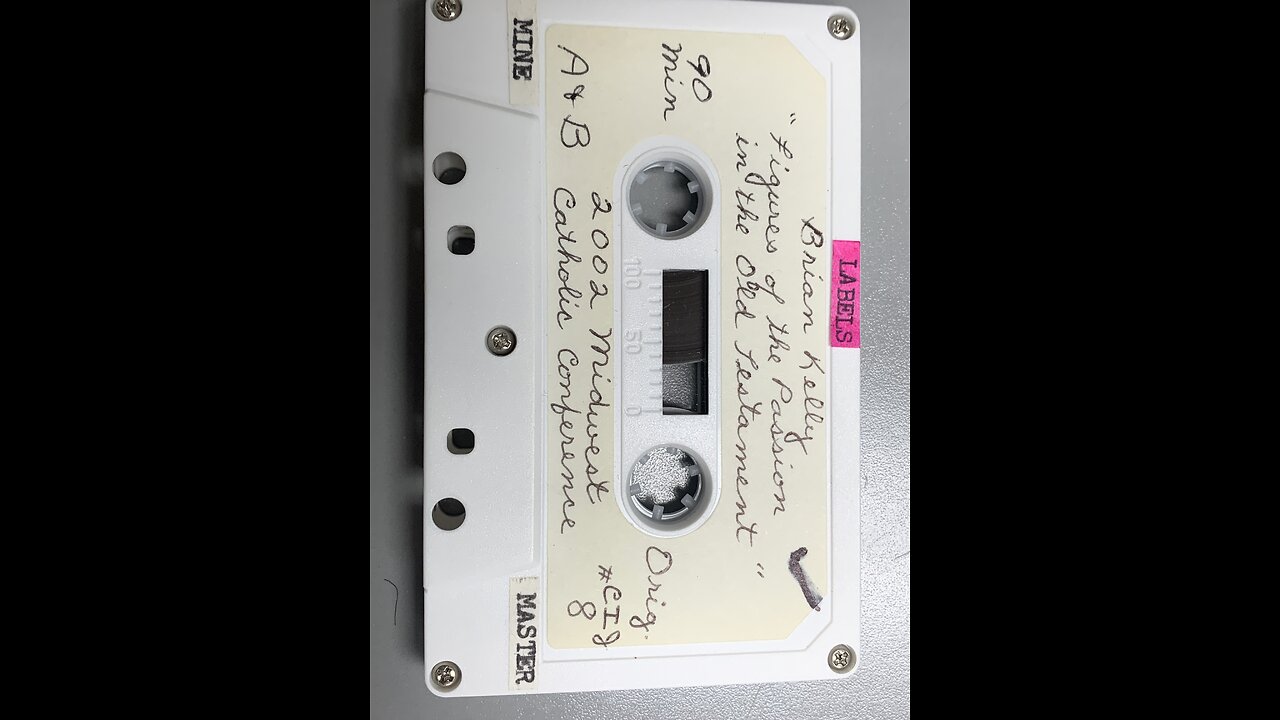 LABELS
Brian Kelly
"Figures of the Passion
in the Old Testament"
90
Min
Orig.
100 50 0
2002 Midwest
Catholic Conference
A & B
8
MINE
MASTER